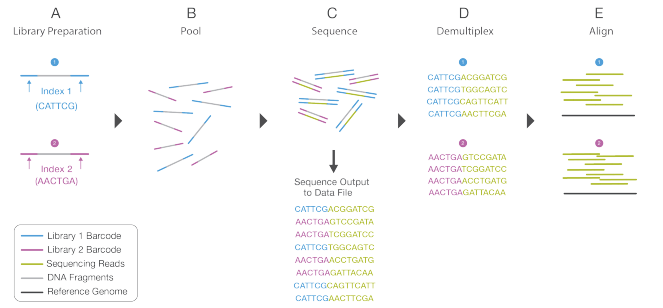 A
Library Preparation
1
Index 1
(CATTCG)
2
Index 2
(AACTGA)
B
Pool
C
Sequence
Sequence Output
to Data File
CATTCGACGGATCG
AACTGAGTCCGATA
AACTGATCGGATCC
CATTCGTGGCAGTC
AACTGAACCTGATG
AACTGAGATTACAA
CATTCGCAGTTCATT
CATTCGAACTTCGA
D
Demultiplex
1
CATTCGACGGATCG
CATTCGTGGCAGTC
CATTCGCAGTTCATT
CATTCGAACTTCGA
2
AACTGAGTCCGATA
AACTGATCGGATCC
AACTGAACCTGATG
AACTGAGATTACAA
E
Align
1
2
Library 1 Barcode
Library 2 Barcode
Sequencing Reads
DNA Fragments
Reference Genome